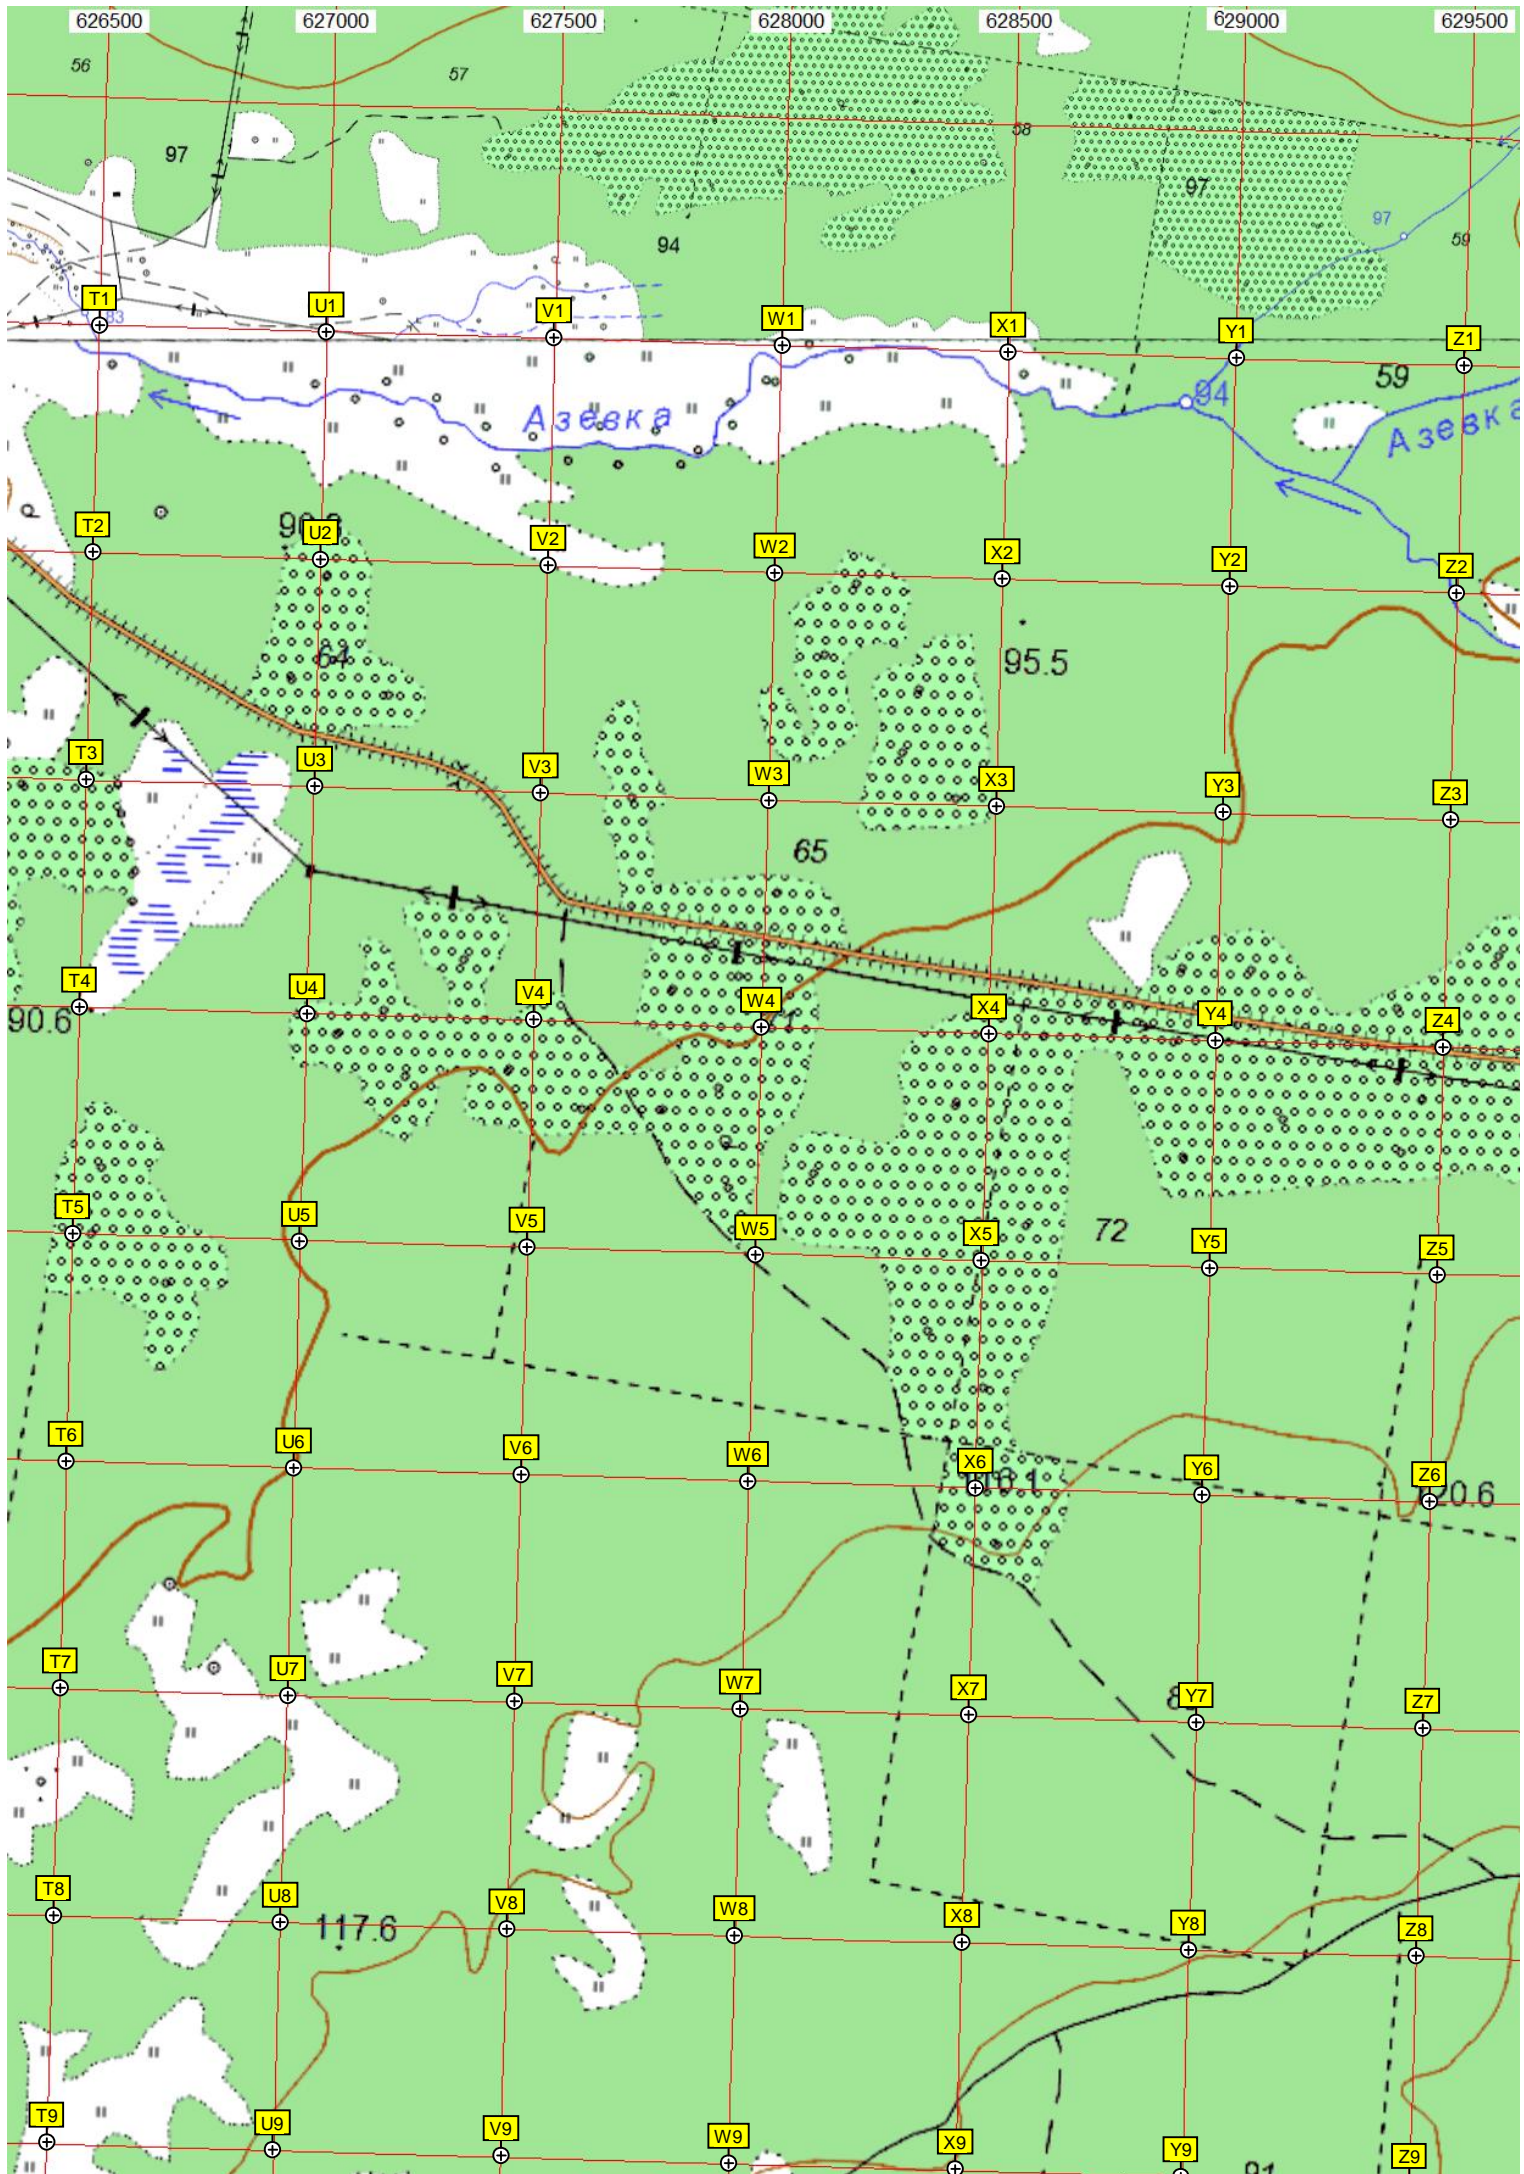 626500 627000 627500 628000 628500 629000 629500
56 57
58
97
97
94 97 59
T1 83 U1 V1 W1 X1 Y1 Z1
59
94
Азевка Азевка
T2 U2 V2 W2 X2 Y2 Z2
64 95.5
T3 U3 V3 W3 X3 Y3 Z3
65
T4 U4 V4 W4 X4 Y4 Z4
90.6
T5 U5 V5 W5 X5 72 Y5 Z5
T6 U6 V6 W6 X6 Y6 Z6
T7 U7 V7 W7 X7 Y7 Z7
T8 U8 V8 W8 X8 Y8 Z8
117.6
T9 U9 V9 W9 X9 Y9 Z9